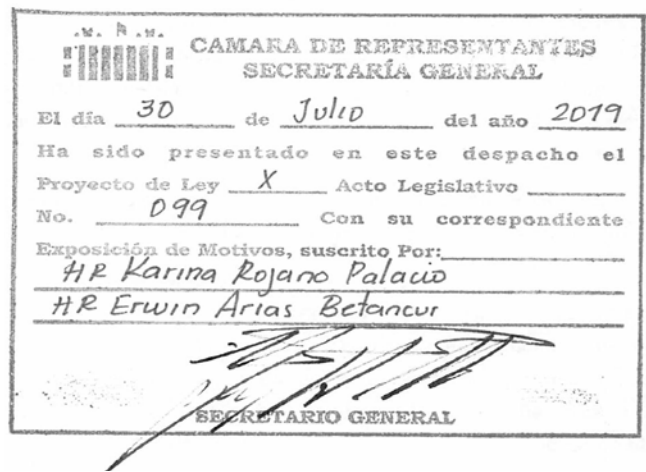 CAMARA DE REPRESENTANTES
SECRETARÍA GENERAL
El día 30 de Julio del año 2019
Ha sido presentado en este despacho el
Proyecto de Ley X Acto Legislativo
No. 099 Con su correspondiente
Exposición de Motivos, suscrito Por:
HR Karina Rojano Palacio
HR Erwin Arias Betancur
SECRETARIO GENERAL